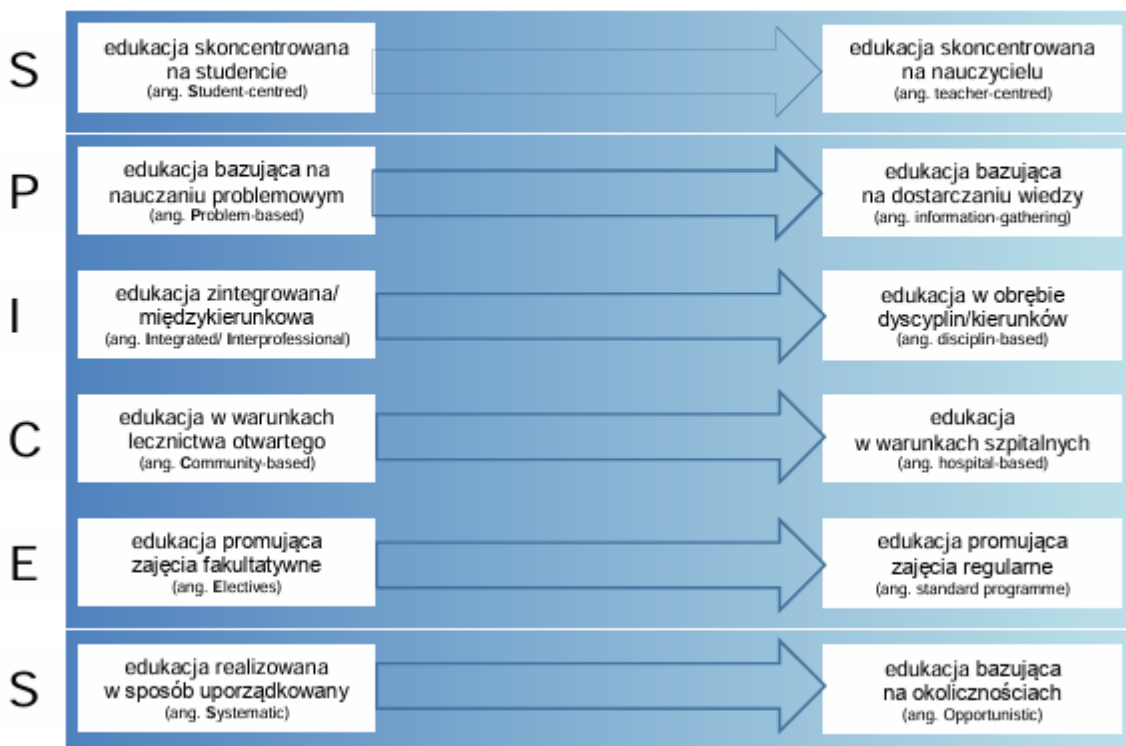 S
edukacja skoncentrowana
na studencie
(ang. Student-centred)
edukacja skoncentrowana
na nauczycielu
(ang. teacher-centred)
P
edukacja bazująca na
nauczaniu problemowym
(ang. Problem-based)
edukacja bazująca
na dostarczaniu wiedzy
(ang. information-gathering)
I
edukacja zintegrowana/
międzykierunkowa
(ang. Integrated/ Interprofessional)
edukacja w obrębie
dyscyplin/kierunków
(ang. disciplin-based)
C
edukacja w warunkach
lecznictwa otwartego
(ang. Community-based)
edukacja
w warunkach szpitalnych
(ang. hospital-based)
E
edukacja promująca
zajęcia fakultatywne
(ang. Electives)
edukacja promująca
zajęcia regularne
(ang. standard programme)
S
edukacja realizowana
w sposób uporządkowany
(ang. Systematic)
edukacja bazująca
na okolicznościach
(ang. Opportunistic)